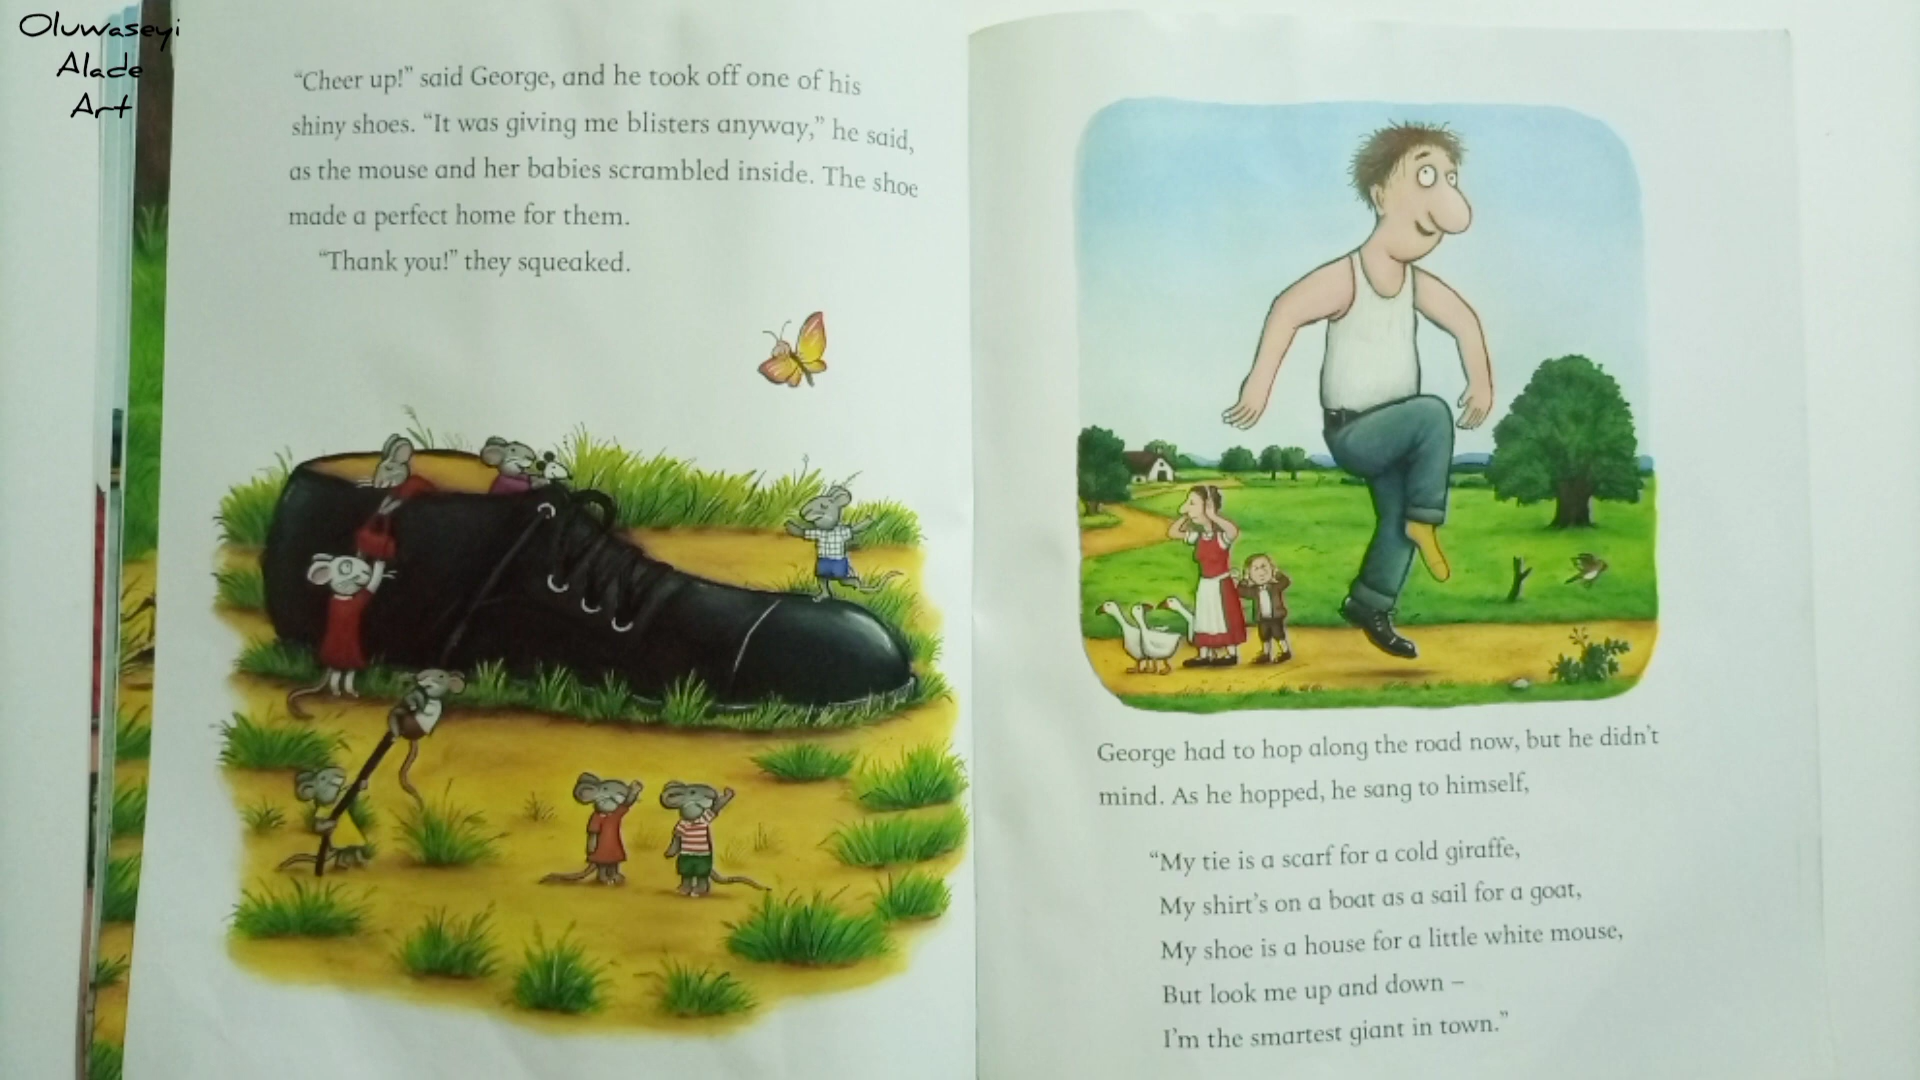 Oluwaseyi
Alade
Art
“Cheer up!” said George, and he took off one of his
shiny shoes. “It was giving me blisters anyway,” he said,
as the mouse and her babies scrambled inside. The shoe
made a perfect home for them.
“Thank you!” they squeaked.
George had to hop along the road now, but he didn’t
mind. As he hopped, he sang to himself,
“My tie is a scarf for a cold giraffe,
My shirt’s on a boat as a sail for a goat,
My shoe is a house for a little white mouse,
But look me up and down –
I’m the smartest giant in town.”